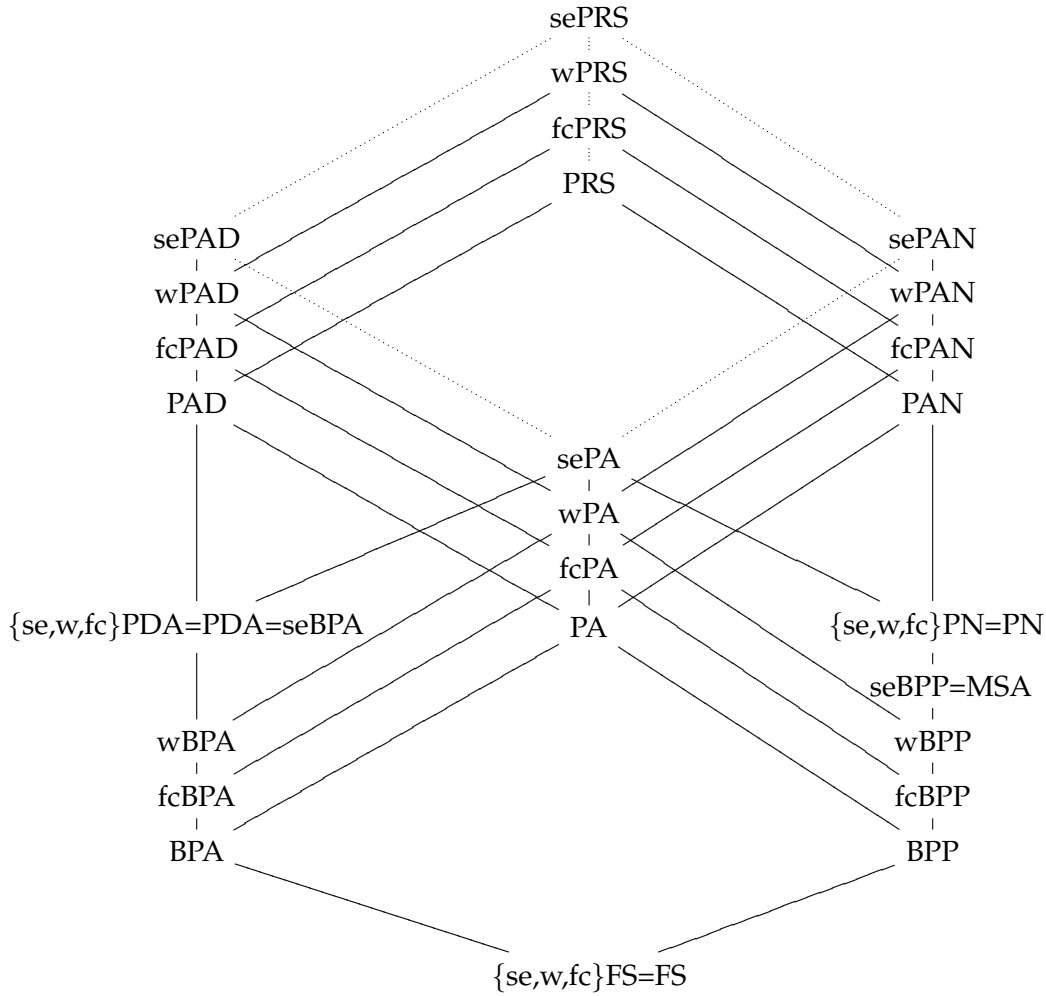 sePRS
wPRS
fcPRS
PRS
sePAD sePAN
wPAD wPAN
fcPAD fcPAN
PAD PAN
sePA
wPA
fcPA
{se,w,fc}PDA=PDA=seBPA PA {se,w,fc}PN=PN
seBPP=MSA
wBPA wBPP
fcBPA fcBPP
BPA BPP
{se,w,fc}FS=FS